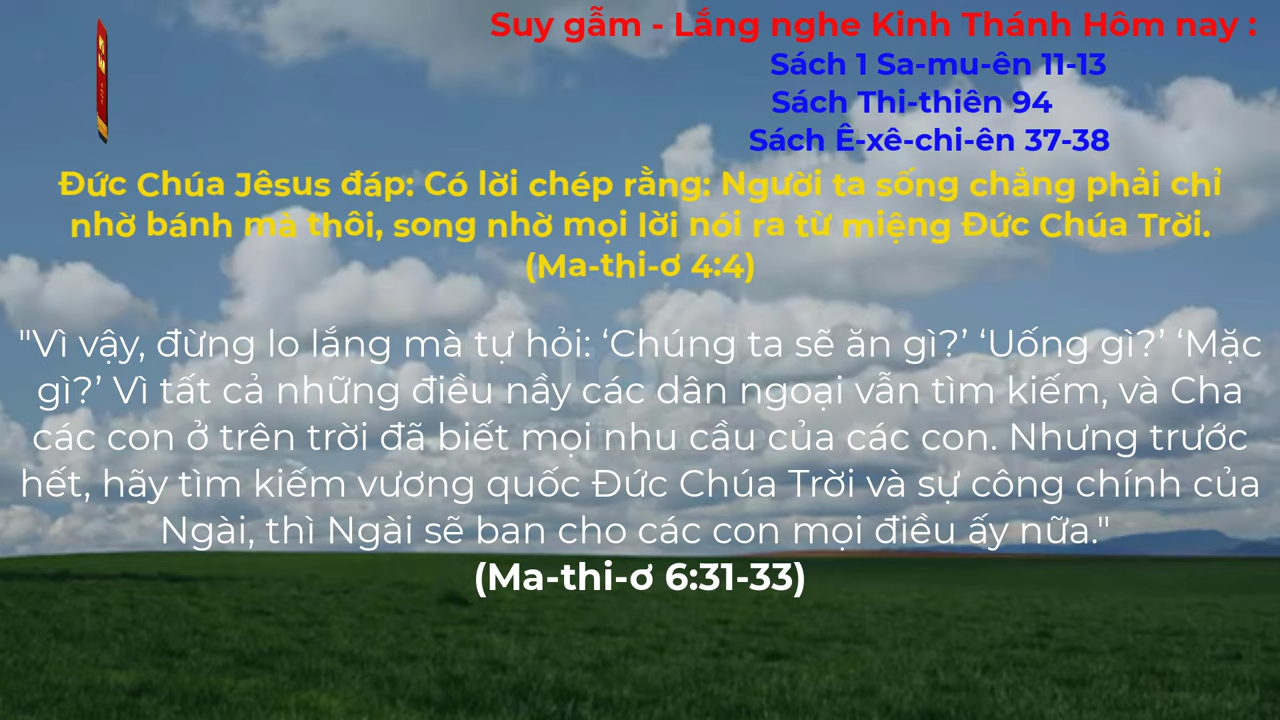 Suy gẫm - Lắng nghe Kinh Thánh Hôm nay :
Sách 1 Sa-mu-ên 11-13
Sách Thi-thiên 94
Sách Ê-xê-chi-ên 37-38
Đức Chúa Jêsus đáp: Có lời chép rằng: Người ta sống chẳng phải chỉ
nhờ bánh mà thôi, song nhờ mọi lời nói ra từ miệng Đức Chúa Trời.
(Ma-thi-ơ 4:4)
"Vì vậy, đừng lo lắng mà tự hỏi: ‘Chúng ta sẽ ăn gì?’ ‘Uống gì?’ ‘Mặc
gì?’ Vì tất cả những điều nầy các dân ngoại vẫn tìm kiếm, và Cha
các con ở trên trời đã biết mọi nhu cầu của các con. Nhưng trước
hết, hãy tìm kiếm vương quốc Đức Chúa Trời và sự công chính của
Ngài, thì Ngài sẽ ban cho các con mọi điều ấy nữa."
(Ma-thi-ơ 6:31-33)